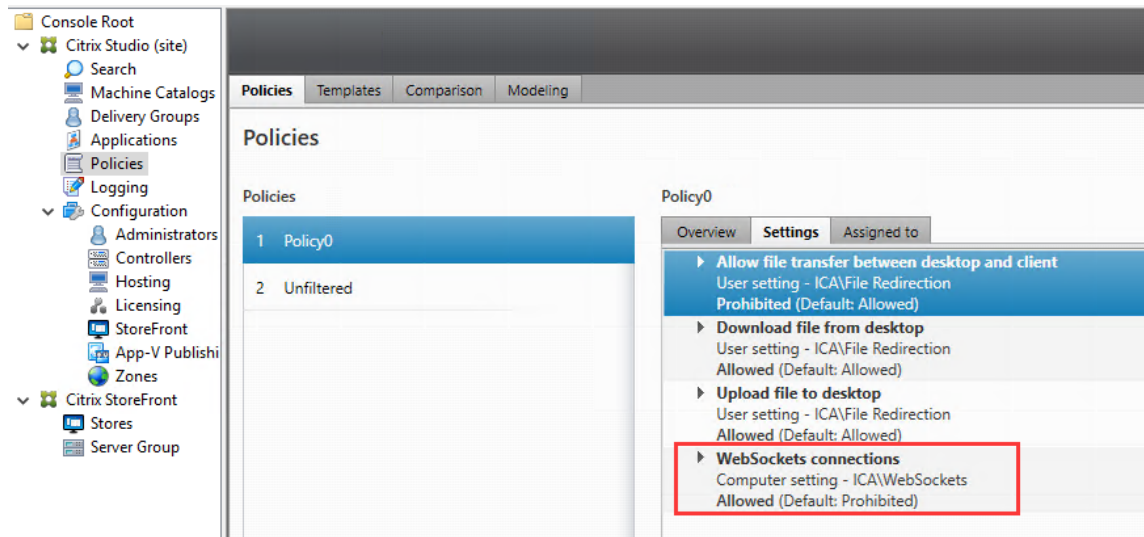 Console Root
Citrix Studio (site)
Search
Machine Catalogs
Delivery Groups
Applications
Policies
Logging
Configuration
Administrators
Controllers
Hosting
Licensing
StoreFront
App-V Publishi
Zones
Citrix StoreFront
Stores
Server Group
Policies Templates Comparison Modeling
Policies
Policies
1 Policy0
2 Unfiltered
Policy0
Overview Settings Assigned to
Allow file transfer between desktop and client
User setting - ICA\File Redirection
Prohibited (Default: Allowed)
Download file from desktop
User setting - ICA\File Redirection
Allowed (Default: Allowed)
Upload file to desktop
User setting - ICA\File Redirection
Allowed (Default: Allowed)
WebSockets connections
Computer setting - ICA\WebSockets
Allowed (Default: Prohibited)